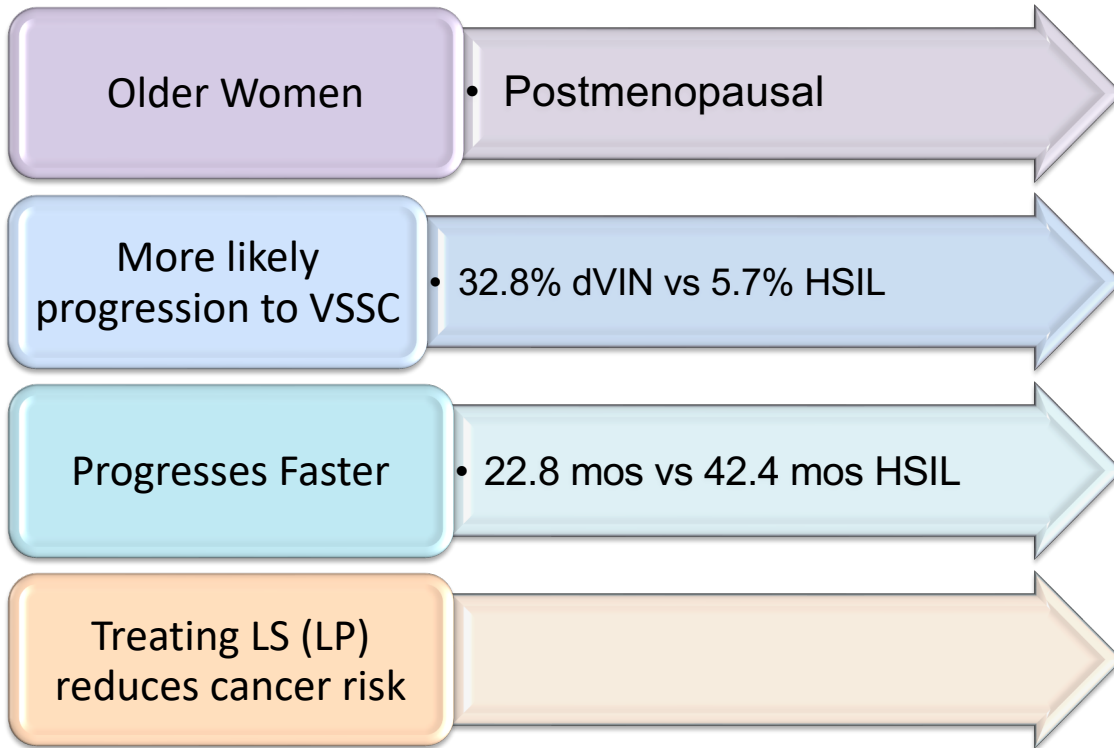 Older Women
• Postmenopausal
More likely
progression to VSSC
• 32.8% dVIN vs 5.7% HSIL
Progresses Faster
• 22.8 mos vs 42.4 mos HSIL
Treating LS (LP)
reduces cancer risk